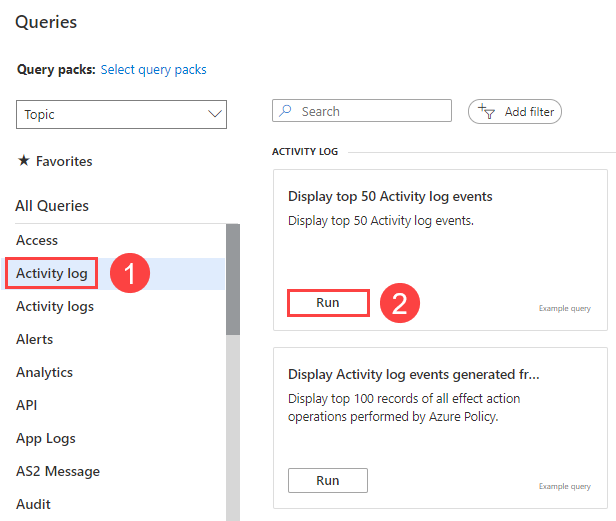 Queries
Query packs: Select query packs
Topic
Search
Add filter
★ Favorites
All Queries
Access
Activity log
1
Activity logs
Alerts
Analytics
API
App Logs
AS2 Message
Audit
ACTIVITY LOG
Display top 50 Activity log events
Display top 50 Activity log events.
Run
2
Example query
Display Activity log events generated fr...
Display top 100 records of all effect action
operations performed by Azure Policy.
Run
Example query